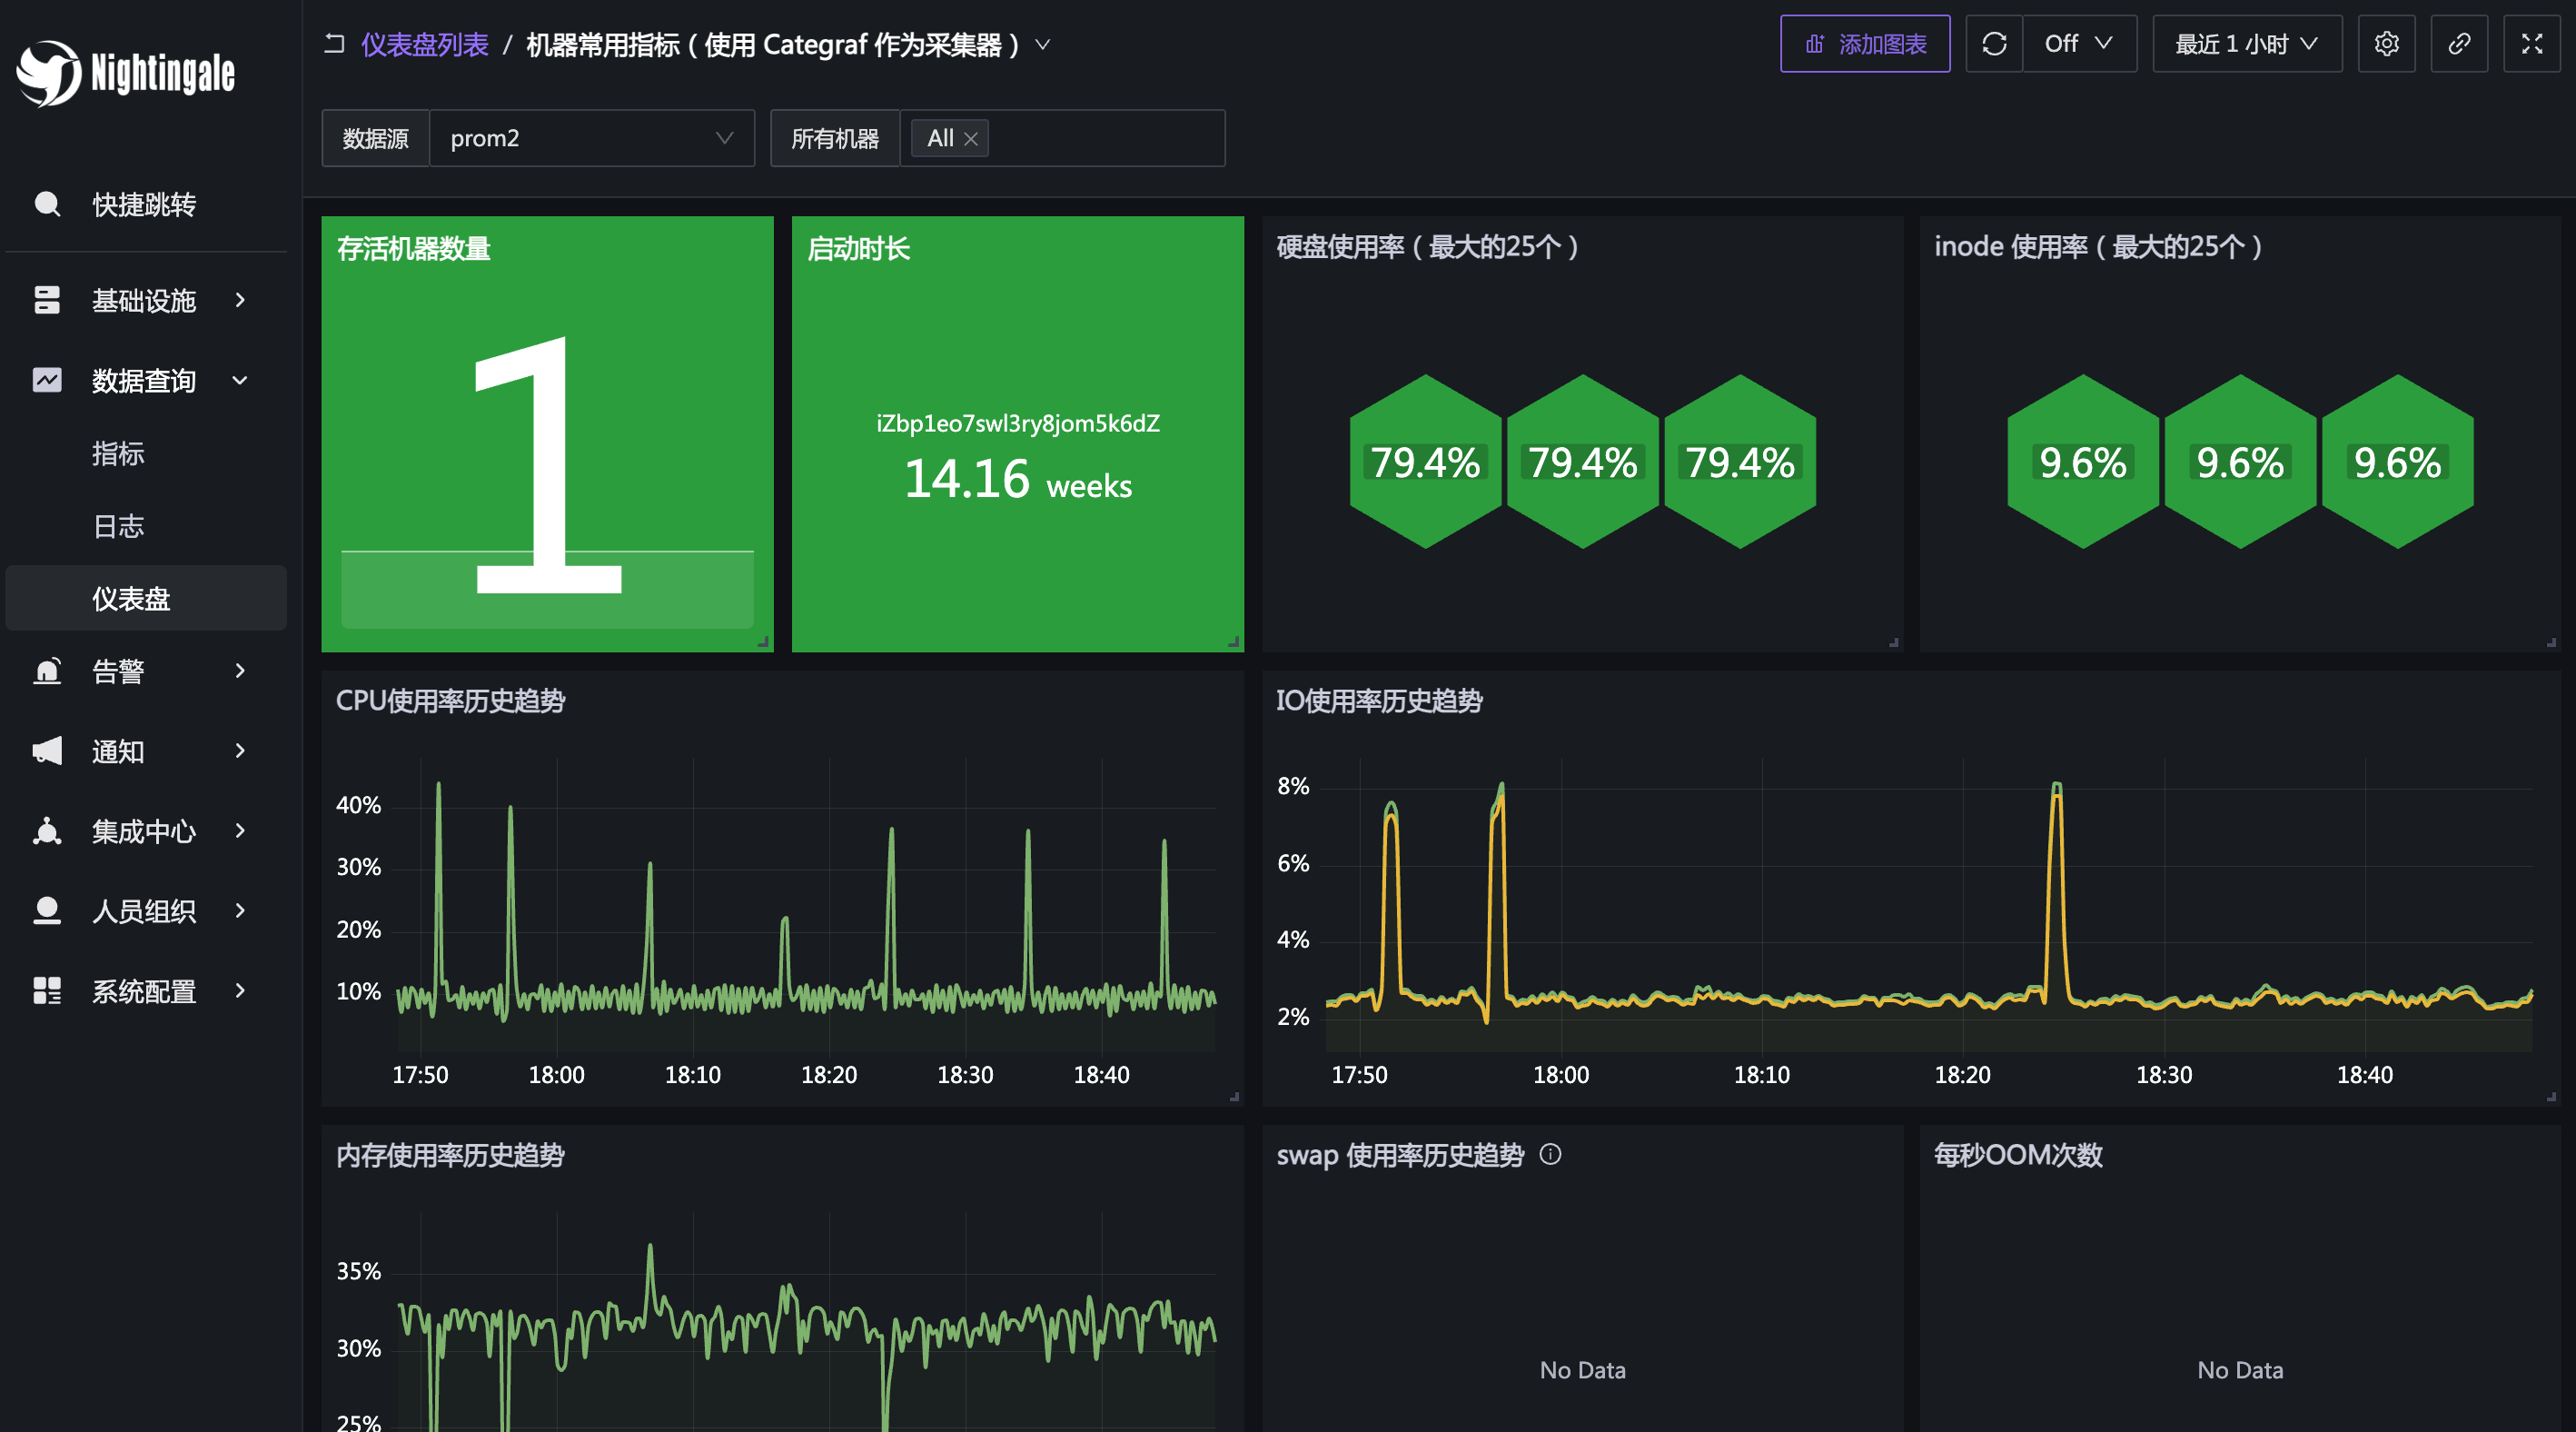 Nightingale
快捷跳转
基础设施
数据查询
指标
日志
仪表盘
告警
通知
集成中心
人员组织
系统配置
仪表盘列表 / 机器常用指标（使用 Categraf 作为采集器）
添加图表
Off
最近 1 小时
数据源 prom2
所有机器 All
存活机器数量
1
启动时长
iZbp1eo7swl3ry8jom5k6dZ
14.16 weeks
硬盘使用率（最大的25个）
79.4% 79.4% 79.4%
inode 使用率（最大的25个）
9.6% 9.6% 9.6%
CPU使用率历史趋势
40%
30%
20%
10%
17:50 18:00 18:10 18:20 18:30 18:40
IO使用率历史趋势
8%
6%
4%
2%
17:50 18:00 18:10 18:20 18:30 18:40
内存使用率历史趋势
35%
30%
25%
swap 使用率历史趋势
No Data
每秒OOM次数
No Data